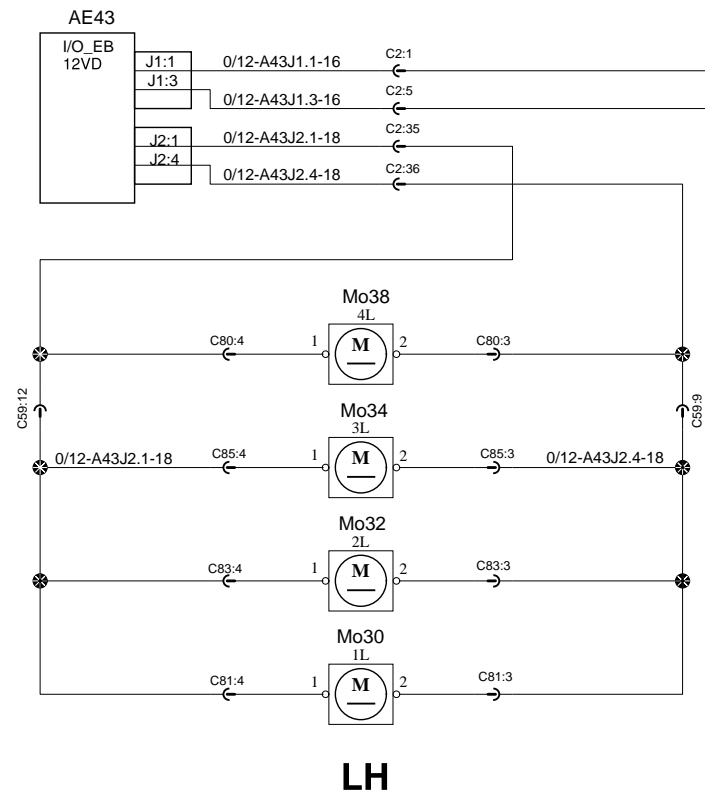 AE43
I/O_EB
12VD
J1:1
0/12-A43J1.1-16
C2:1
J1:3
0/12-A43J1.3-16
C2:5
J2:1
0/12-A43J2.1-18
C2:35
J2:4
0/12-A43J2.4-18
C2:36
Mo38
4L
C80:4
1
M
2
C80:3
C59:12
C59:9
Mo34
3L
0/12-A43J2.1-18
C85:4
1
M
2
C85:3
0/12-A43J2.4-18
Mo32
2L
C83:4
1
M
2
C83:3
Mo30
1L
C81:4
1
M
2
C81:3
LH